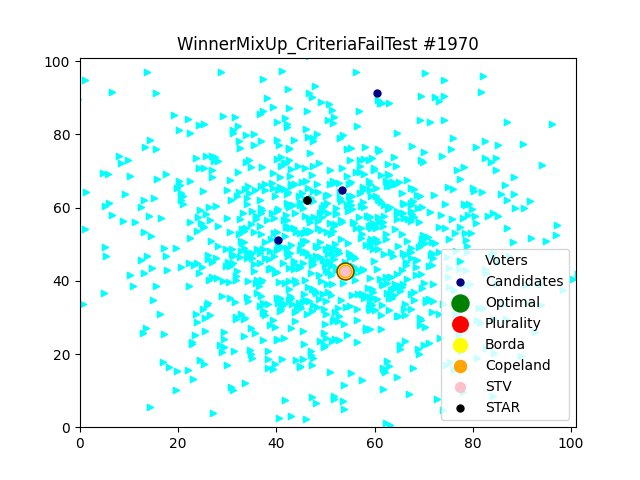 WinnerMixUp_CriteriaFailTest #1970
100
80
60
40
20
0
0
20
40
60
80
100
Voters
Candidates
Optimal
Plurality
Borda
Copeland
STV
STAR